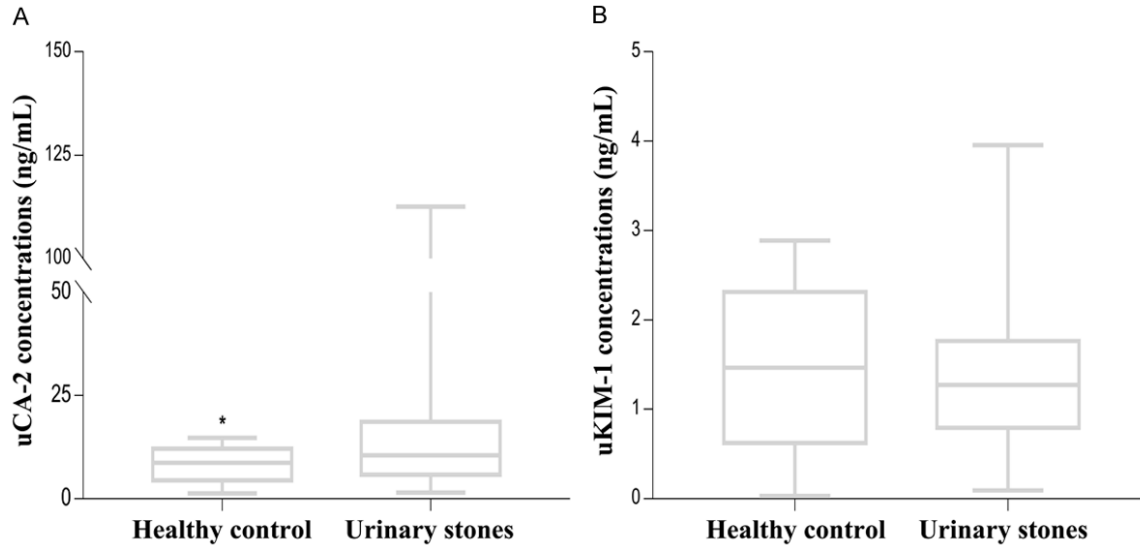 A
uCA-2 concentrations (ng/mL)
150
125
100
50
25
0
*
Healthy control
Urinary stones
B
uKIM-1 concentrations (ng/mL)
5
4
3
2
1
0
Healthy control
Urinary stones